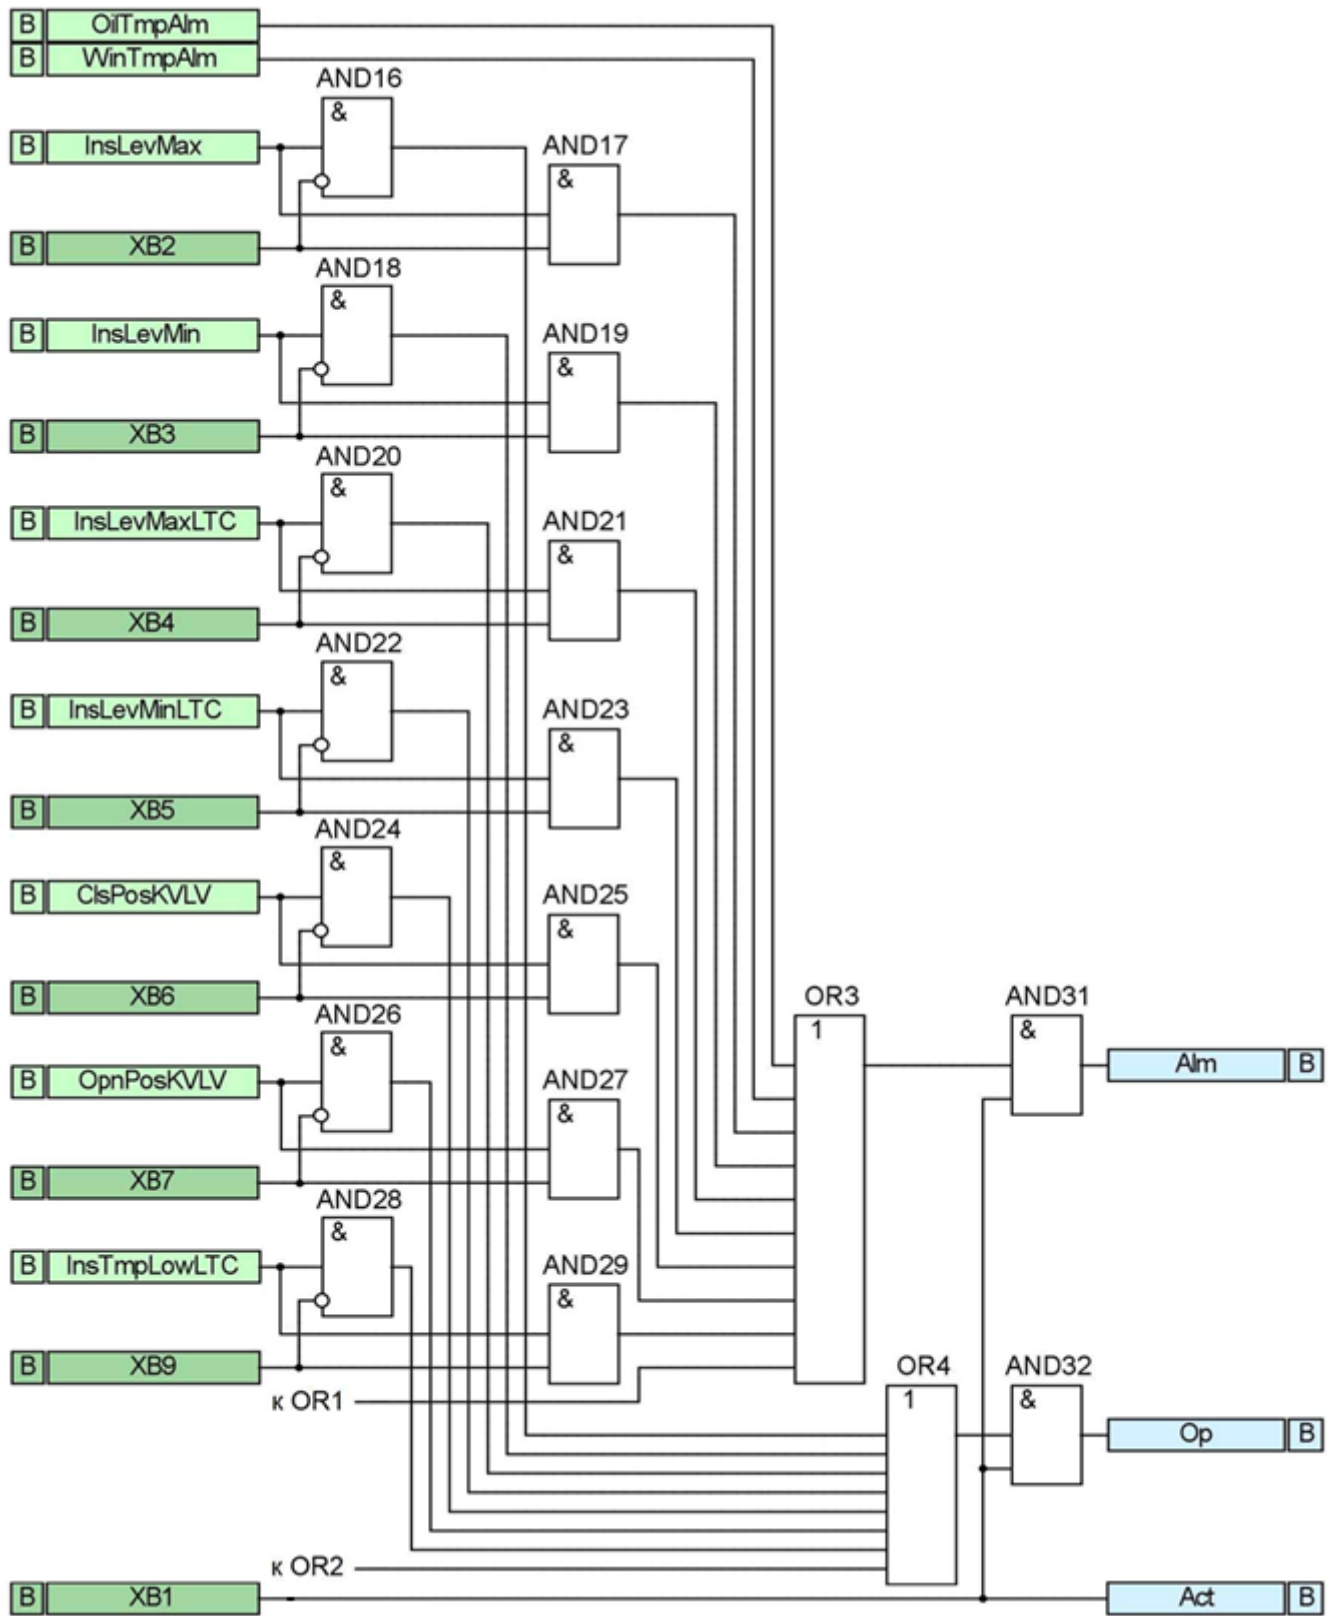 B OilTmpAlm
B WinTmpAlm
AND16
&
B InsLevMax
AND17
&
B XB2
AND18
&
B InsLevMin
AND19
&
B XB3
AND20
&
B InsLevMaxLTC
AND21
&
B XB4
AND22
&
B InsLevMinLTC
AND23
&
B XB5
AND24
&
B ClsPosKVLV
AND25
&
B XB6
OR3
1
AND31
&
AND26
&
Alm B
B OpnPosKVLV
AND27
&
B XB7
AND28
&
B InsTmpLowLTC
AND29
&
B XB9
OR4
1
AND32
&
к OR1
Op B
к OR2
B XB1
Act B